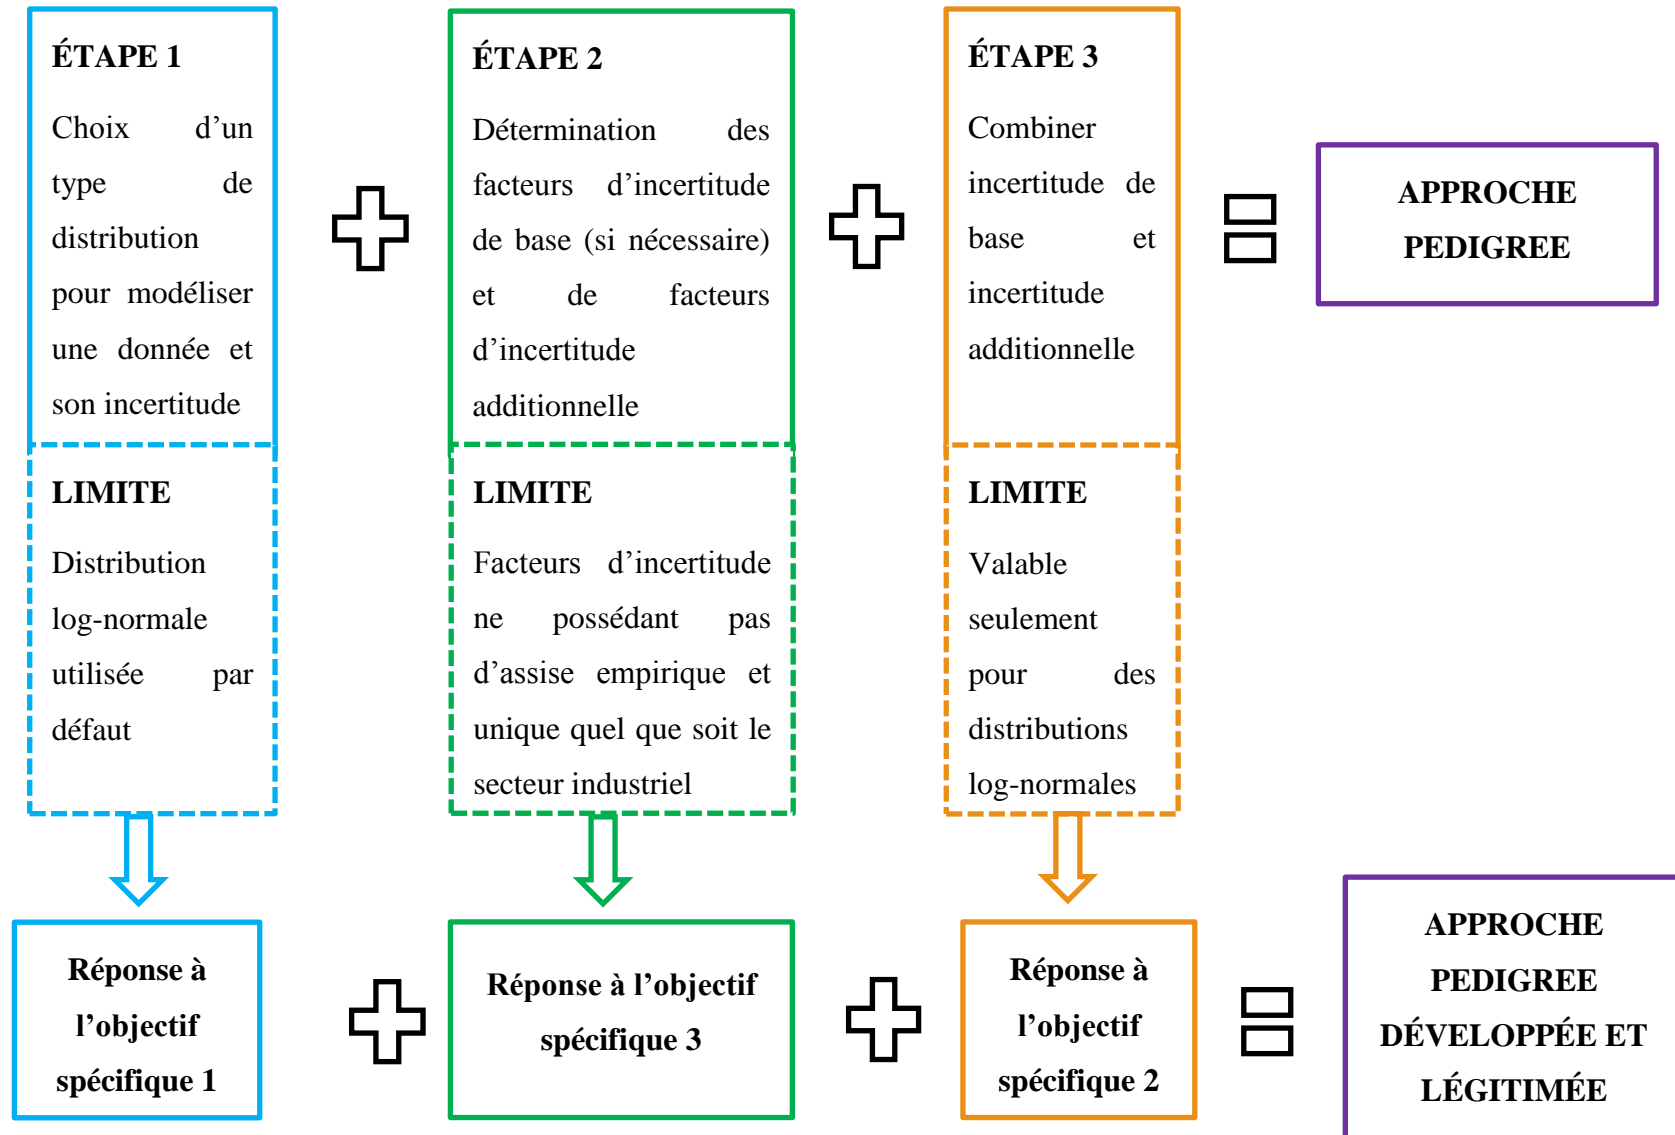 ÉTAPE 1
Choix d’un
type de
distribution
pour modéliser
une donnée et
son incertitude
LIMITE
Distribution
log-normale
utilisée par
défaut
ÉTAPE 2
Détermination des
facteurs d’incertitude
de base (si nécessaire)
et de facteurs
d’incertitude
additionnelle
LIMITE
Facteurs d’incertitude
ne possédant pas
d’assise empirique et
unique quel que soit le
secteur industriel
ÉTAPE 3
Combiner
incertitude de
base et
incertitude
additionnelle
LIMITE
Valable
seulement
pour des
distributions
log-normales
APPROCHE
PEDIGREE
Réponse à
l’objectif
spécifique 1
Réponse à l’objectif
spécifique 3
Réponse à
l’objectif
spécifique 2
APPROCHE
PEDIGREE
DÉVELOPPÉE ET
LÉGITIMÉE